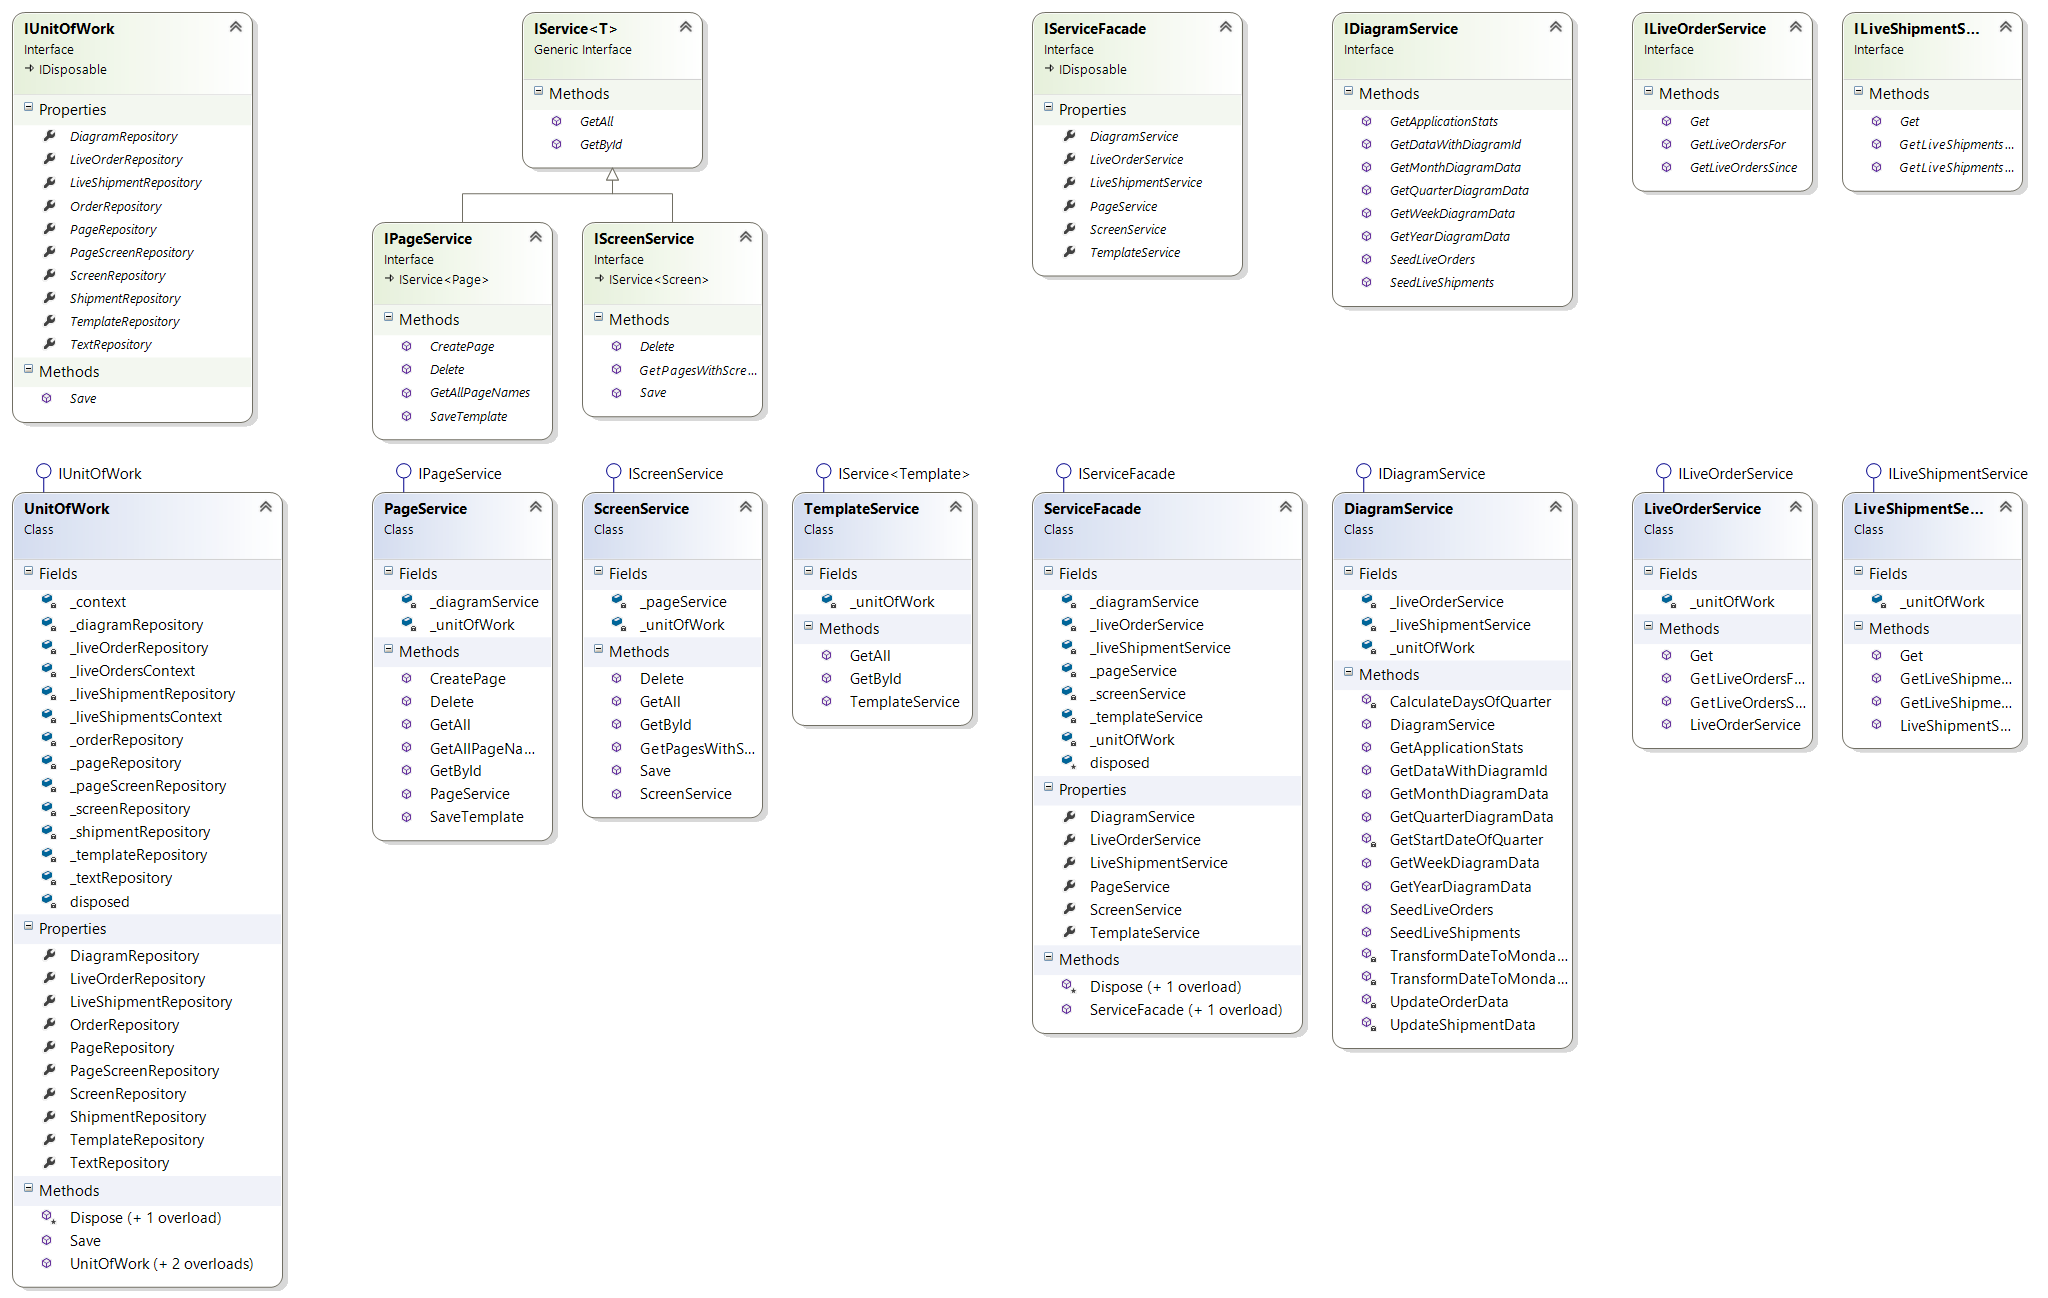 IUnitOfWork
Interface
IDisposable
Properties
DiagramRepository
LiveOrderRepository
LiveShipmentRepository
OrderRepository
PageRepository
PageScreenRepository
ScreenRepository
ShipmentRepository
TemplateRepository
TextRepository
Methods
Save
IService<T>
Generic Interface
Methods
GetAll
GetById
IPageService
Interface
IService<Page>
Methods
CreatePage
Delete
GetAllPageNames
SaveTemplate
IScreenService
Interface
IService<Screen>
Methods
Delete
GetPagesWithScre...
Save
IServiceFacade
Interface
IDisposable
Properties
DiagramService
LiveOrderService
LiveShipmentService
PageService
ScreenService
TemplateService
IDiagramService
Interface
Methods
GetApplicationStats
GetDataWithDiagramId
GetMonthDiagramData
GetQuarterDiagramData
GetWeekDiagramData
GetYearDiagramData
SeedLiveOrders
SeedLiveShipments
ILiveOrderService
Interface
Methods
Get
GetLiveOrdersFor
GetLiveOrdersSince
ILiveShipmentS...
Interface
Methods
Get
GetLiveShipments...
GetLiveShipments...
IUnitOfWork
UnitOfWork
Class
Fields
_context
_diagramRepository
_liveOrderRepository
_liveOrdersContext
_liveShipmentRepository
_liveShipmentsContext
_orderRepository
_pageRepository
_pageScreenRepository
_screenRepository
_shipmentRepository
_templateRepository
_textRepository
disposed
Properties
DiagramRepository
LiveOrderRepository
LiveShipmentRepository
OrderRepository
PageRepository
PageScreenRepository
ScreenRepository
ShipmentRepository
TemplateRepository
TextRepository
Methods
Dispose (+ 1 overload)
Save
UnitOfWork (+ 2 overloads)
IPageService
PageService
Class
Fields
_diagramService
_unitOfWork
Methods
CreatePage
Delete
GetAll
GetAllPageNa...
GetById
PageService
SaveTemplate
IScreenService
ScreenService
Class
Fields
_pageService
_unitOfWork
Methods
Delete
GetAll
GetById
GetPagesWithS...
Save
ScreenService
IService<Template>
TemplateService
Class
Fields
_unitOfWork
Methods
GetAll
GetById
TemplateService
IServiceFacade
ServiceFacade
Class
Fields
_diagramService
_liveOrderService
_liveShipmentService
_pageService
_screenService
_templateService
_unitOfWork
disposed
Properties
DiagramService
LiveOrderService
LiveShipmentService
PageService
ScreenService
TemplateService
Methods
Dispose (+ 1 overload)
ServiceFacade (+ 1 overload)
IDiagramService
DiagramService
Class
Fields
_liveOrderService
_liveShipmentService
_unitOfWork
Methods
CalculateDaysOfQuarter
DiagramService
GetApplicationStats
GetDataWithDiagramId
GetMonthDiagramData
GetQuarterDiagramData
GetStartDateOfQuarter
GetWeekDiagramData
GetYearDiagramData
SeedLiveOrders
SeedLiveShipments
TransformDateToMonda...
TransformDateToMonda...
UpdateOrderData
UpdateShipmentData
ILiveOrderService
LiveOrderService
Class
Fields
_unitOfWork
Methods
Get
GetLiveOrdersF...
GetLiveOrdersS...
LiveOrderService
ILiveShipmentService
LiveShipmentSe...
Class
Fields
_unitOfWork
Methods
Get
GetLiveShipme...
GetLiveShipme...
LiveShipmentS...